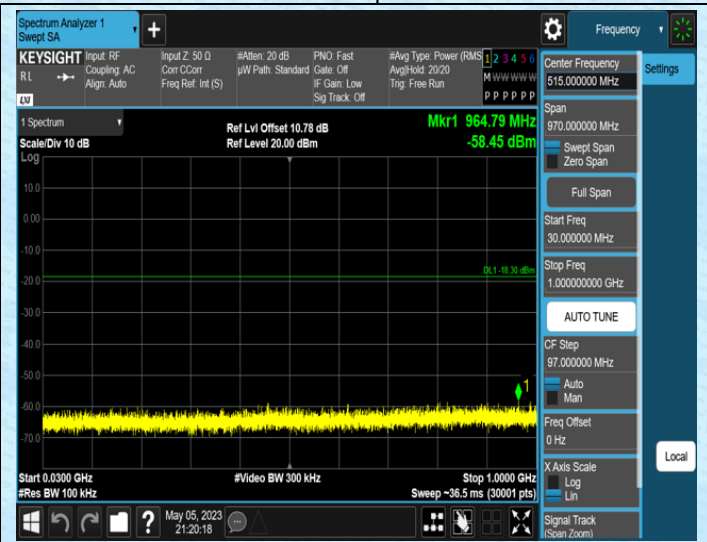 Spectrum Analyzer 1
Swept SA
+
Frequency
KEYSIGHT
RL
LXI
Input: RF
Coupling: AC
Align: Auto
Input Z: 50 Ω
Corr CCorr
Freq Ref: Int (S)
#Atten: 20 dB
µW Path: Standard
PNO: Fast
Gate: Off
IF Gain: Low
Sig Track: Off
#Avg Type: Power (RMS
Avg|Hold: 20/20
Trig: Free Run
1 2 3 4 5 6
M W W W W W
P P P P P P
1 Spectrum
Scale/Div 10 dB
Log
Ref Lvl Offset 10.78 dB
Ref Level 20.00 dBm
Mkr1 964.79 MHz
-58.45 dBm
10.0
0.00
-10.0
-20.0
-30.0
-40.0
-50.0
-60.0
-70.0
DL1 -18.30 dBm
1
Start 0.0300 GHz
#Res BW 100 kHz
#Video BW 300 kHz
Stop 1.0000 GHz
Sweep ~36.5 ms (30001 pts)
Center Frequency
515.000000 MHz
Settings
Span
970.000000 MHz
Swept Span
Zero Span
Full Span
Start Freq
30.000000 MHz
Stop Freq
1.000000000 GHz
AUTO TUNE
CF Step
97.000000 MHz
Auto
Man
Freq Offset
0 Hz
X Axis Scale
Log
Lin
Local
Signal Track
(Span Zoom)
?
May 05, 2023
21:20:18